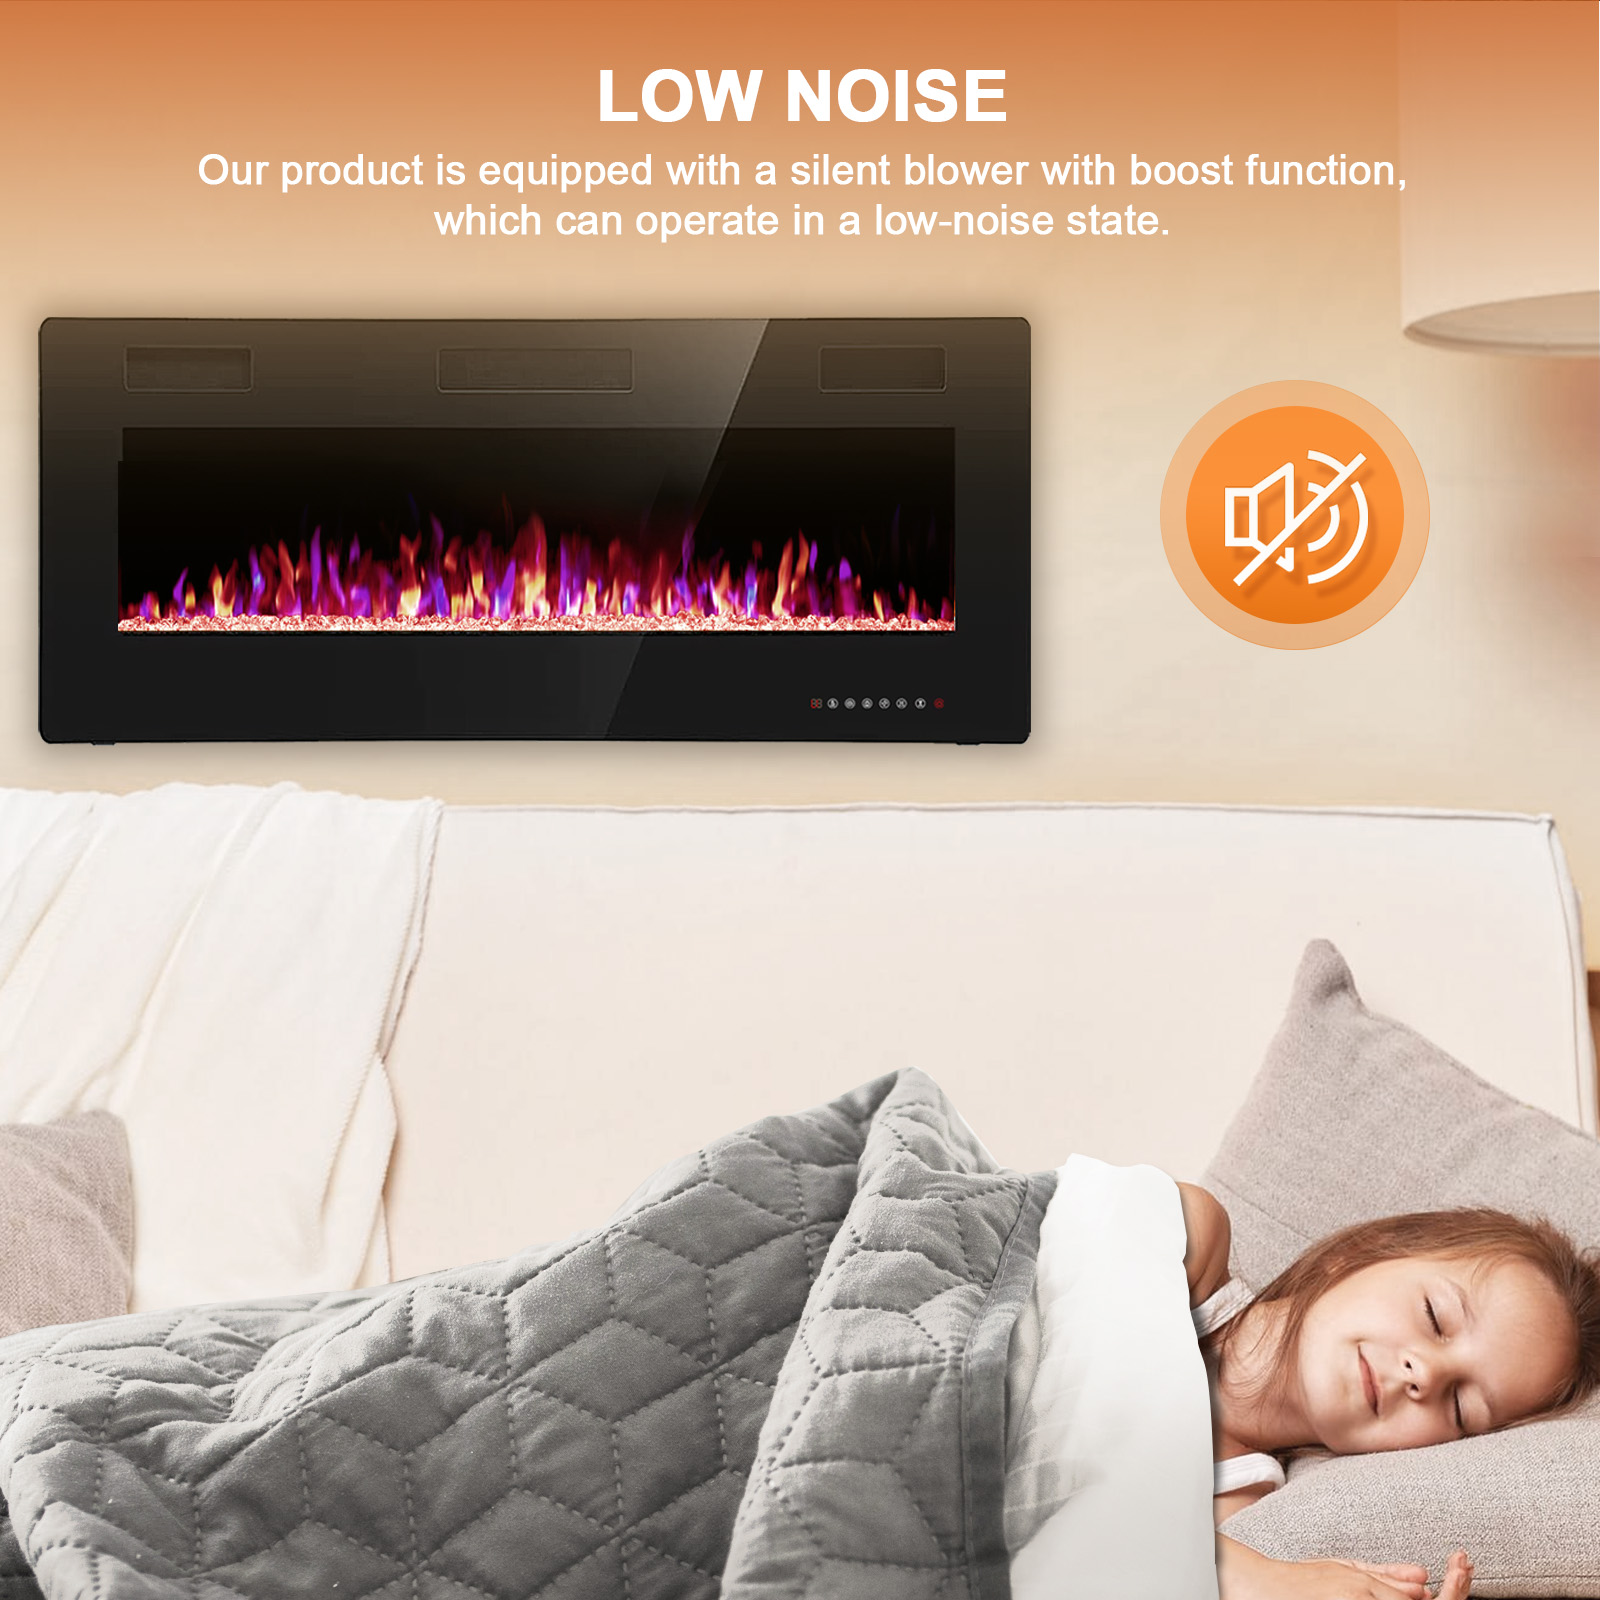 LOW NOISE
Our product is equipped with a silent blower with boost function,
which can operate in a low-noise state.
88